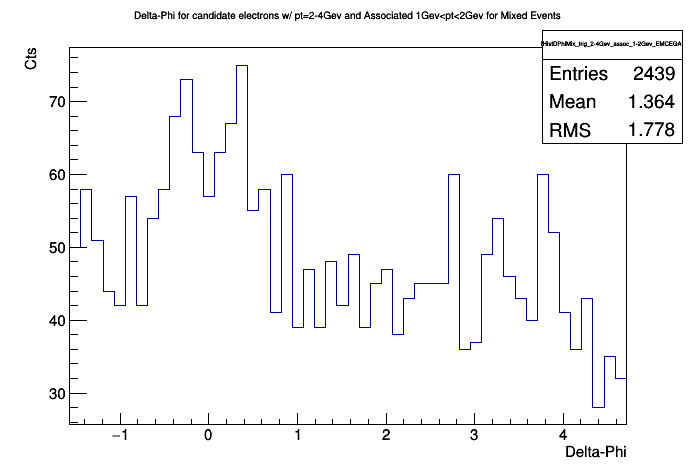 Delta-Phi for candidate electrons w/ pt=2-4Gev and Associated 1Gev<pt<2Gev for Mixed Events
HistDPhiMix_trig_2-4Gev_assoc_1-2Gev_EMCEGA
Entries 2439
Mean 1.364
RMS 1.778
Cts
70
60
50
40
30
−1 0 1 2 3 4
Delta-Phi